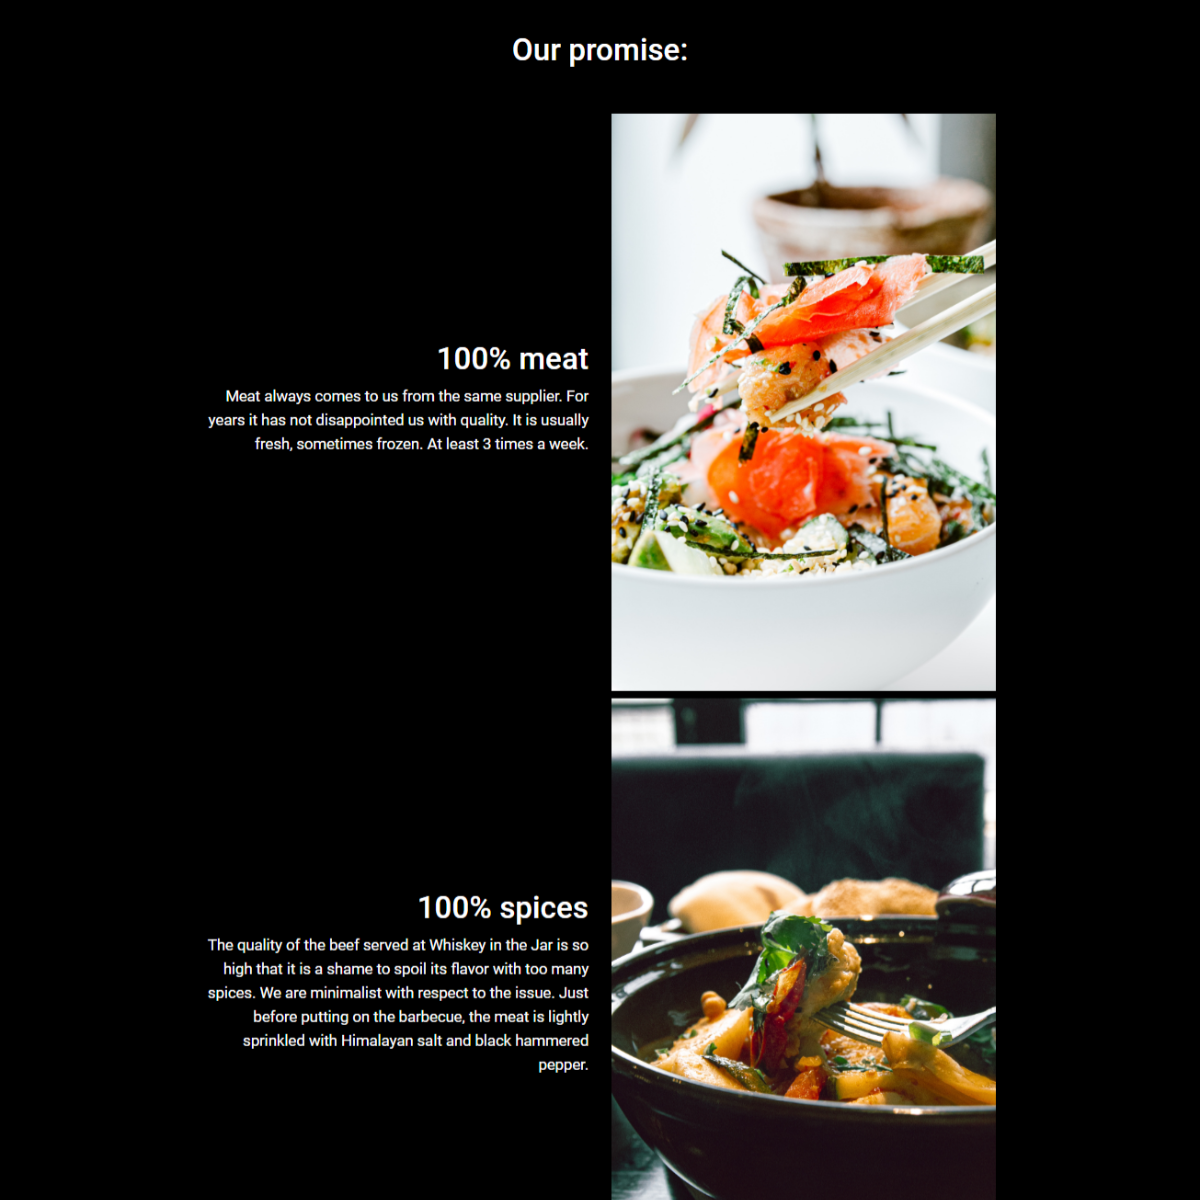 Our promise:
100% meat
Meat always comes to us from the same supplier. For
years it has not disappointed us with quality. It is usually
fresh, sometimes frozen. At least 3 times a week.
100% spices
The quality of the beef served at Whiskey in the Jar is so
high that it is a shame to spoil its flavor with too many
spices. We are minimalist with respect to the issue. Just
before putting on the barbecue, the meat is lightly
sprinkled with Himalayan salt and black hammered
pepper.